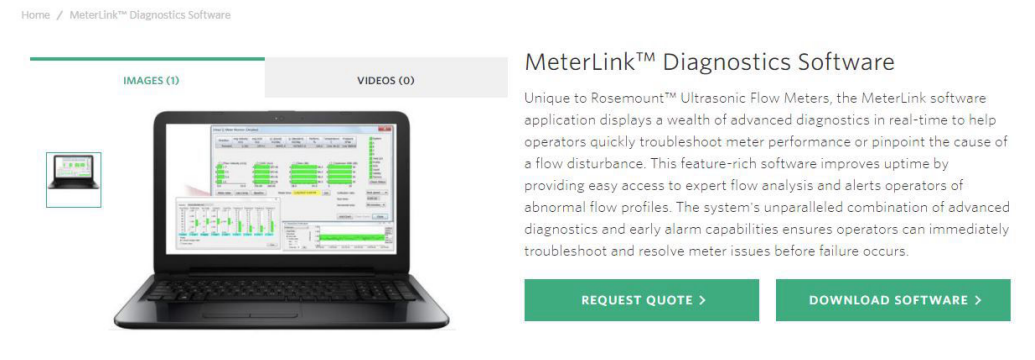 Home / MeterLink™ Diagnostics Software
IMAGES (1)
VIDEOS (0)
MeterLink™ Diagnostics Software
Unique to Rosemount™ Ultrasonic Flow Meters, the MeterLink software
application displays a wealth of advanced diagnostics in real-time to help
operators quickly troubleshoot meter performance or pinpoint the cause of
a flow disturbance. This feature-rich software improves uptime by
providing easy access to expert flow analysis and alerts operators of
abnormal flow profiles. The system's unparalleled combination of advanced
diagnostics and early alarm capabilities ensures operators can immediately
troubleshoot and resolve meter issues before failure occurs.
REQUEST QUOTE >
DOWNLOAD SOFTWARE >